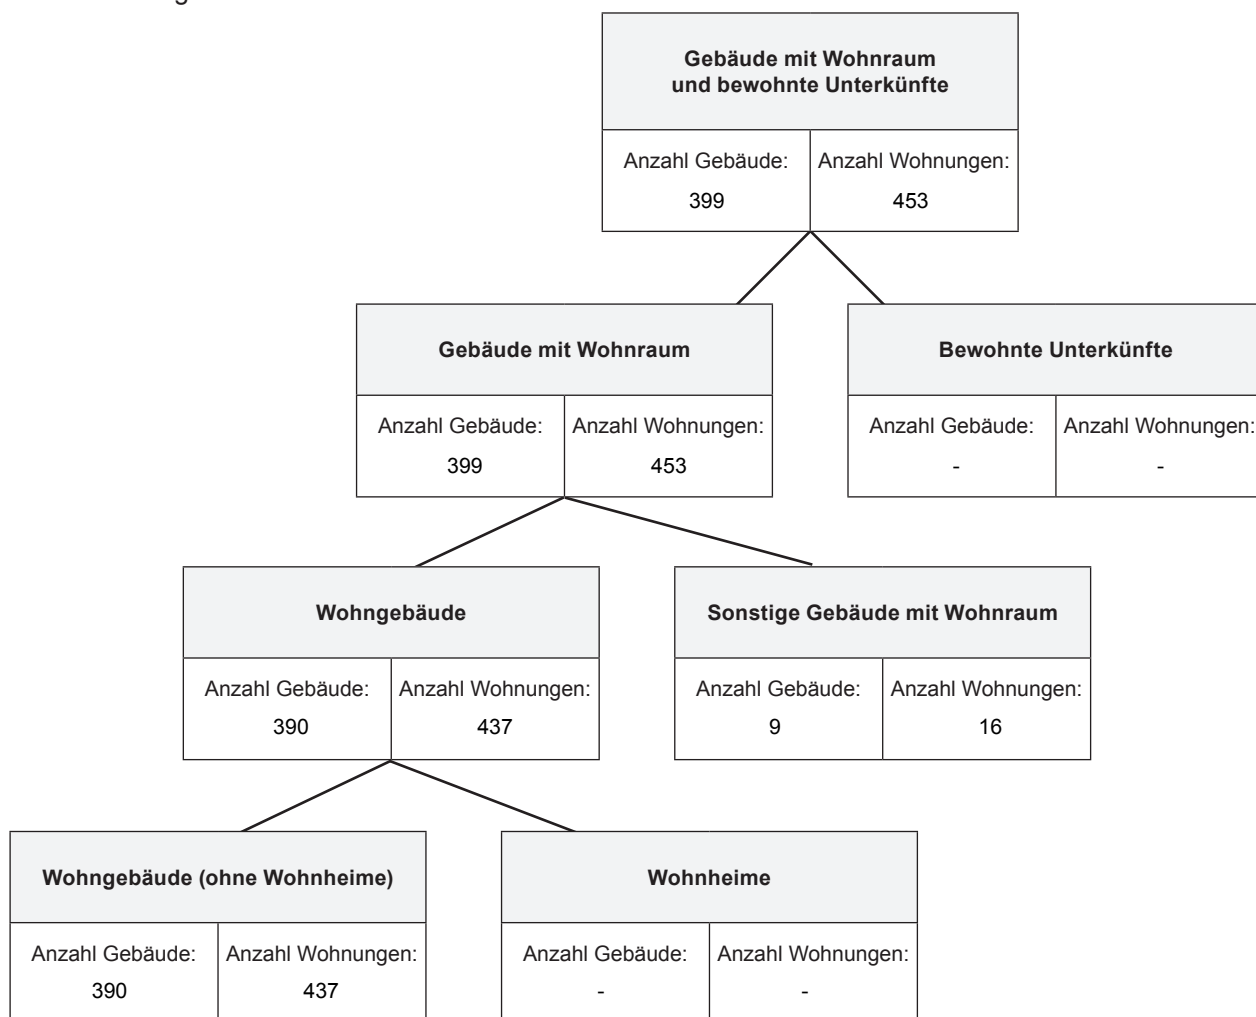 Gebäude mit Wohnraum
und bewohnte Unterkünfte
Anzahl Gebäude: Anzahl Wohnungen:
399 453
Gebäude mit Wohnraum
Anzahl Gebäude: Anzahl Wohnungen:
399 453
Bewohnte Unterkünfte
Anzahl Gebäude: Anzahl Wohnungen:
- -
Wohngebäude
Anzahl Gebäude: Anzahl Wohnungen:
390 437
Sonstige Gebäude mit Wohnraum
Anzahl Gebäude: Anzahl Wohnungen:
9 16
Wohngebäude (ohne Wohnheime)
Anzahl Gebäude: Anzahl Wohnungen:
390 437
Wohnheime
Anzahl Gebäude: Anzahl Wohnungen:
- -